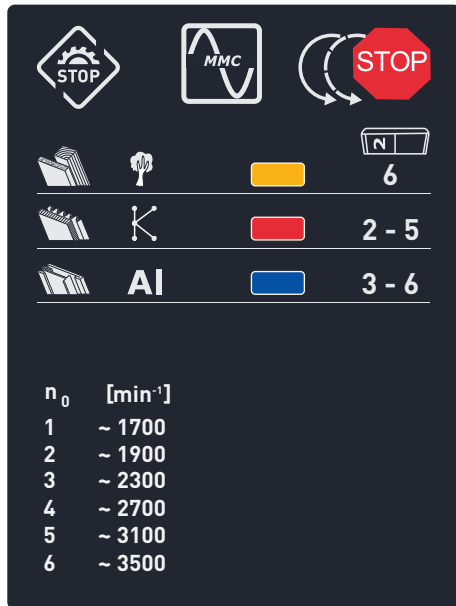 STOP MMC STOP
2
6
2 - 5
Al 3 - 6
n₀ [min⁻¹]
1 ~ 1700
2 ~ 1900
3 ~ 2300
4 ~ 2700
5 ~ 3100
6 ~ 3500